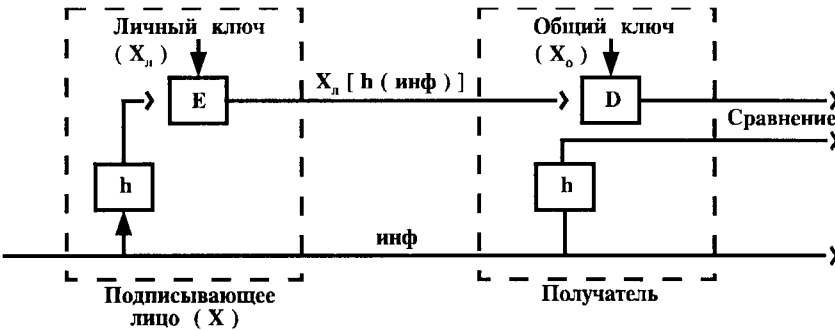 Личный ключ
( Xл )
E
h
Xл [ h ( инф ) ]
инф
Подписывающее
лицо ( X )
Общий ключ
( Xо )
D
h
Сравнение
Получатель